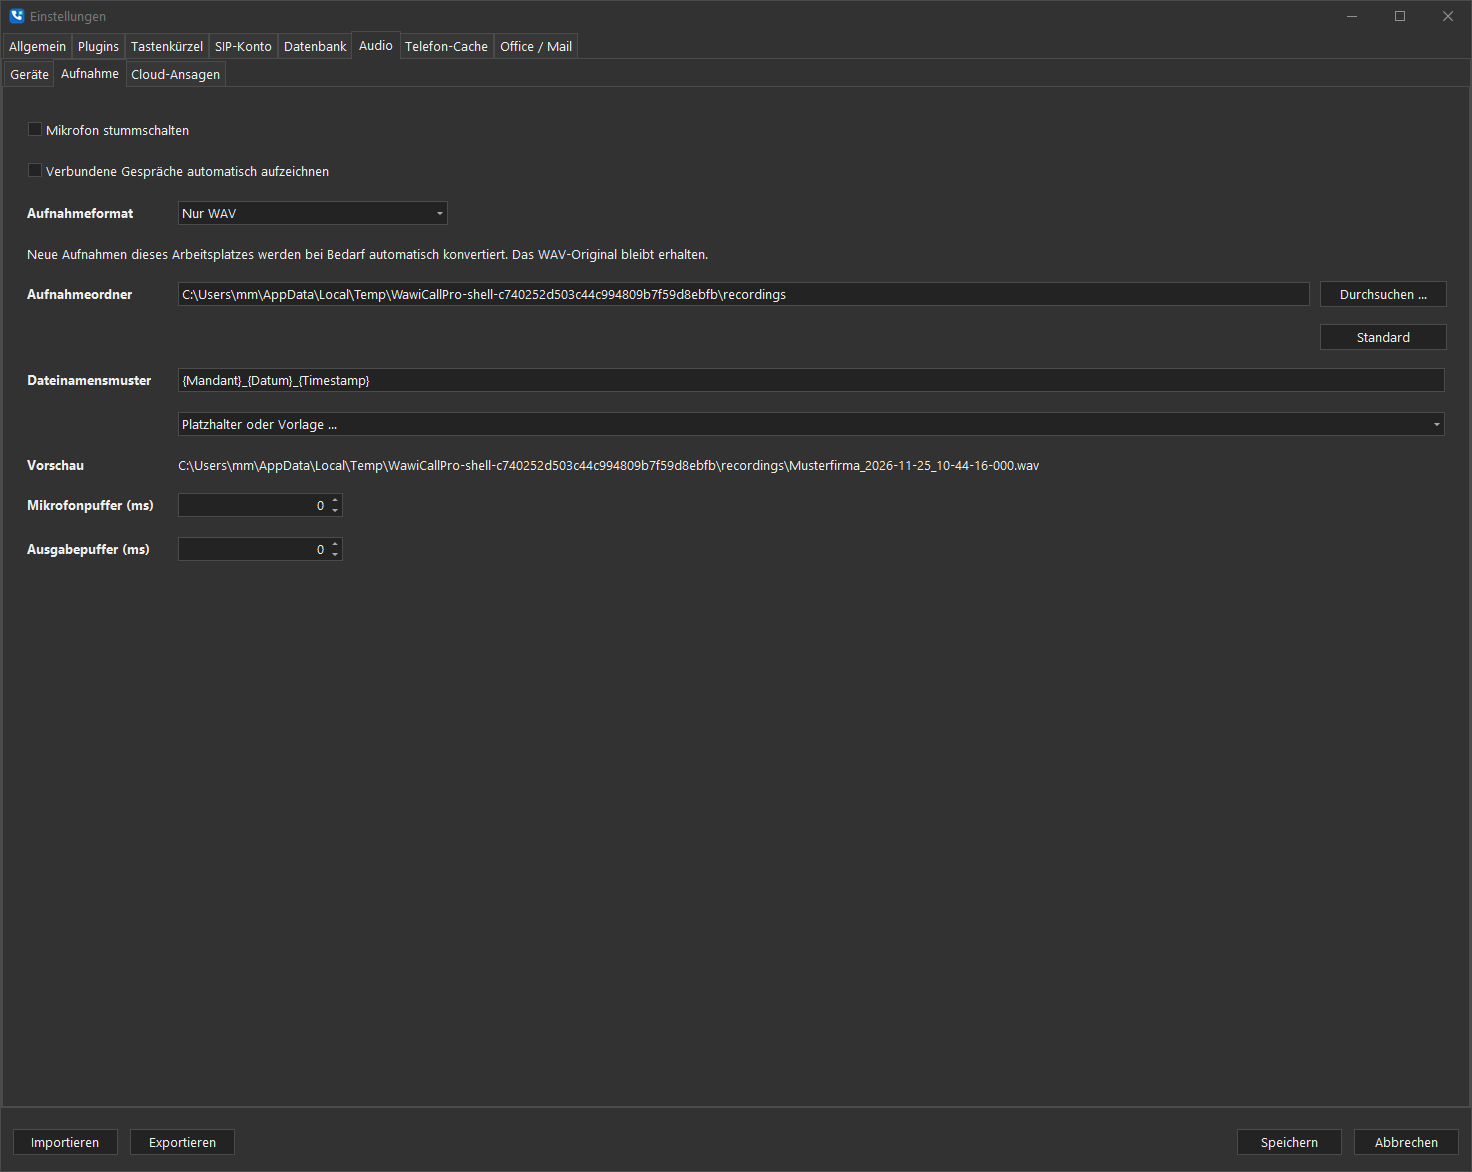 Einstellungen
Allgemein Plugins Tastenkürzel SIP-Konto Datenbank Audio Telefon-Cache Office / Mail
Geräte Aufnahme Cloud-Ansagen
Mikrofon stummschalten
Verbundene Gespräche automatisch aufzeichnen
Aufnahmeformat Nur WAV
Neue Aufnahmen dieses Arbeitsplatzes werden bei Bedarf automatisch konvertiert. Das WAV-Original bleibt erhalten.
Aufnahmeordner C:\Users\mm\AppData\Local\Temp\WawiCallPro-shell-c740252d503c44c994809b7f59d8ebfb\recordings Durchsuchen ...
Standard
Dateinamensmuster {Mandant}_{Datum}_{Timestamp}
Platzhalter oder Vorlage ...
Vorschau C:\Users\mm\AppData\Local\Temp\WawiCallPro-shell-c740252d503c44c994809b7f59d8ebfb\recordings\Musterfirma_2026-11-25_10-44-16-000.wav
Mikrofonpuffer (ms) 0
Ausgabepuffer (ms) 0
Importieren Exportieren Speichern Abbrechen